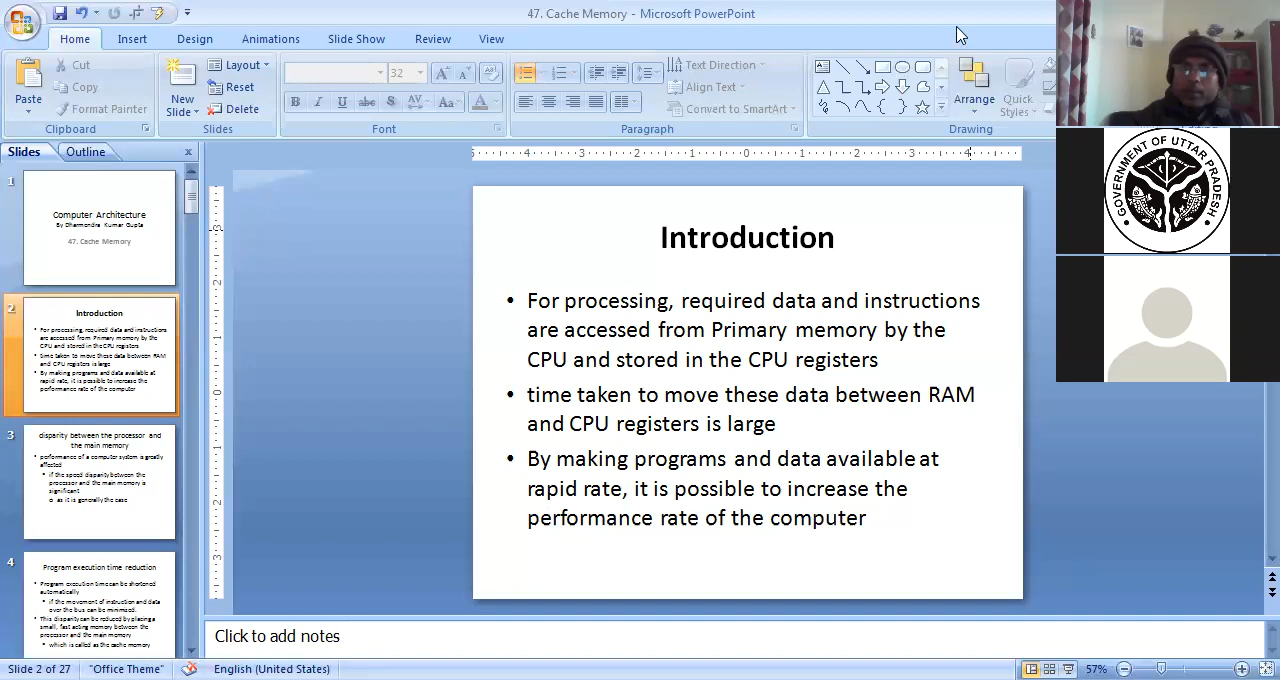 47. Cache Memory - Microsoft PowerPoint
Home Insert Design Animations Slide Show Review View
Paste
Cut
Copy
Format Painter
Clipboard
New Slide
Layout
Reset
Delete
Slides
32
B I U abc S AV Aa A
Font
Text Direction
Align Text
Convert to SmartArt
Paragraph
Arrange
Quick Styles
Drawing
Slides Outline x
1
Computer Architecture
By Dharmendra Kumar Gupta
47. Cache Memory
2
Introduction
• For processing, required data and instructions
are accessed from Primary memory by the
CPU and stored in the CPU registers
• time taken to move these data between RAM
and CPU registers is large
• By making programs and data available at
rapid rate, it is possible to increase the
performance rate of the computer
3
disparity between the processor and
the main memory
• performance of a computer system is greatly
affected
• if the speed disparity between the
processor and the main memory is
significant
o as it is generally the case
4
Program execution time reduction
• Program execution time can be shortened
automatically
• if the movement of instruction and data
over the bus can be minimized.
• This disparity can be reduced by placing a
small, fast acting memory between the
processor and the main memory
• which is called as the cache memory
Introduction
• For processing, required data and instructions
are accessed from Primary memory by the
CPU and stored in the CPU registers
• time taken to move these data between RAM
and CPU registers is large
• By making programs and data available at
rapid rate, it is possible to increase the
performance rate of the computer
GOVERNMENT OF UTTAR PRADESH
Click to add notes
Slide 2 of 27 "Office Theme" English (United States) 57%